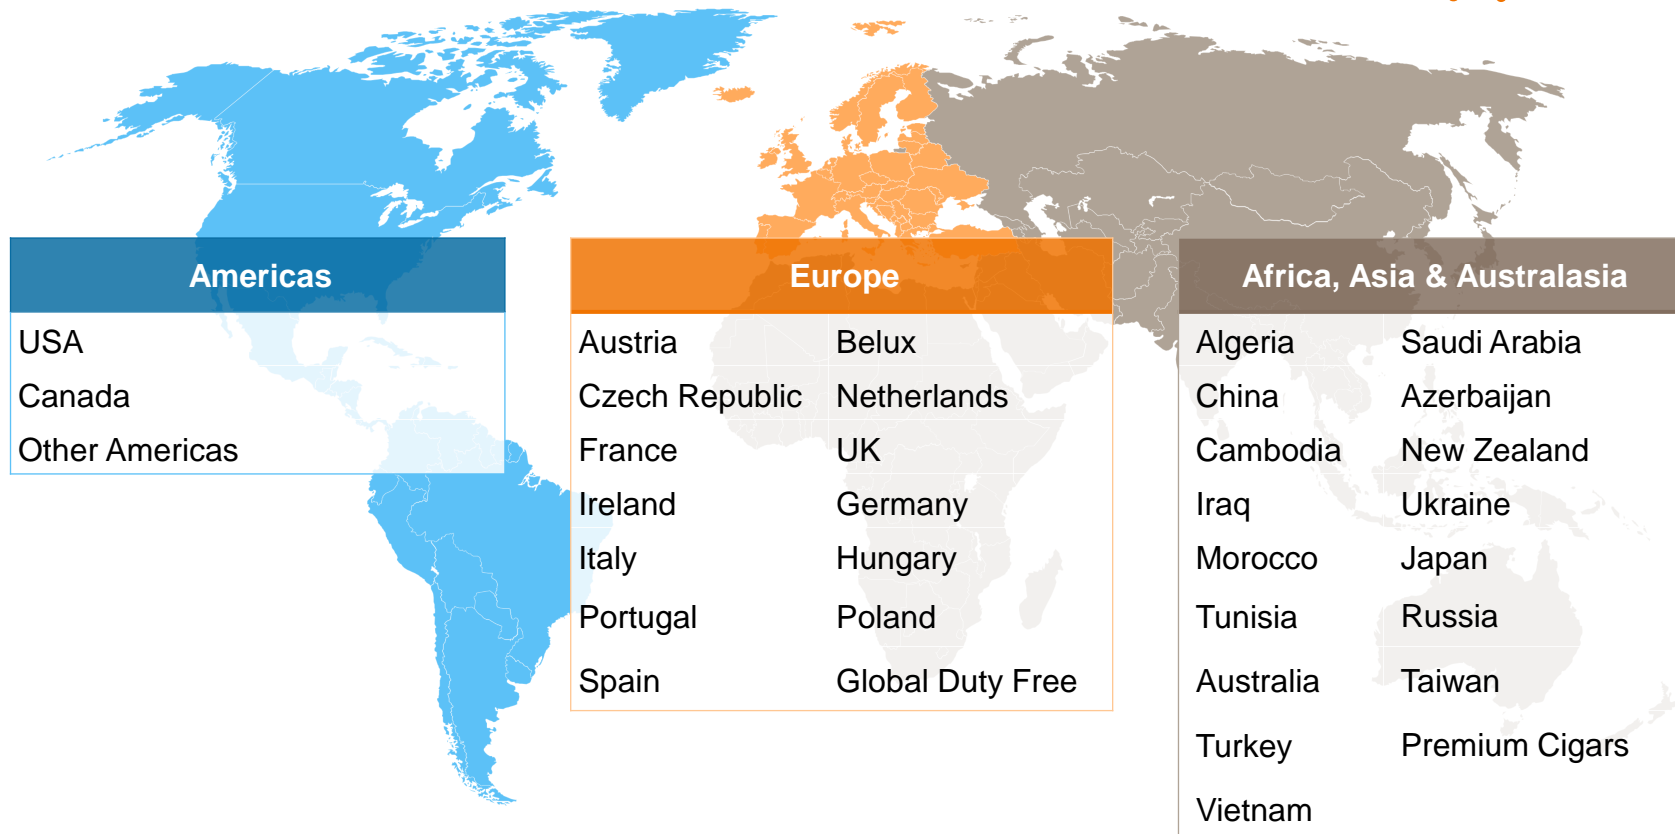 Americas
USA
Canada
Other Americas
Europe
Austria Belux
Czech Republic Netherlands
France UK
Ireland Germany
Italy Hungary
Portugal Poland
Spain Global Duty Free
Africa, Asia & Australasia
Algeria Saudi Arabia
China Azerbaijan
Cambodia New Zealand
Iraq Ukraine
Morocco Japan
Tunisia Russia
Australia Taiwan
Turkey Premium Cigars
Vietnam